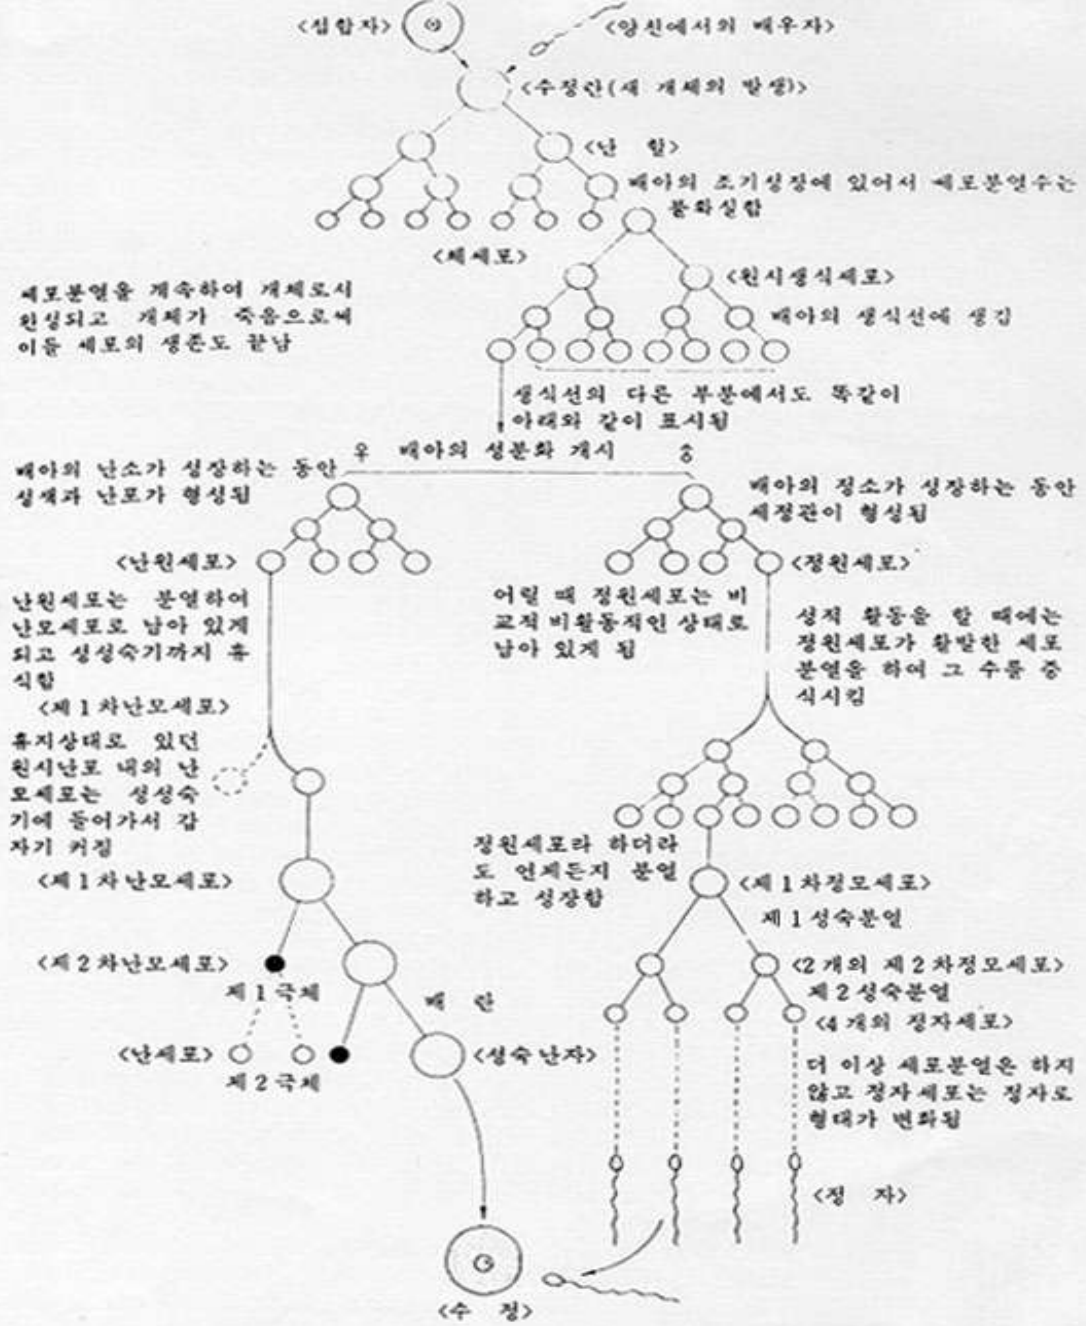 <접합자>
<양친에서의 배우자>
<수정란(새 개체의 발생)>
<난 할>
배아의 초기성장에 있어서 세포분열수는
불확실함
<체세포>
<원시생식세포>
세포분열을 계속하여 개체로서
완성되고 개체가 죽음으로써
이들 세포의 생존도 끝남
배아의 생식선에 생김
생식선의 다른 부분에서도 똑같이
아래와 같이 표시됨
♀ 배아의 성분화 개시 ♂
배아의 난소가 성장하는 동안
성색과 난포가 형성됨
배아의 정소가 성장하는 동안
세정관이 형성됨
<난원세포>
<정원세포>
난원세포는 분열하여
난모세포로 남아 있게
되고 성성숙기까지 휴
식함
어릴 때 정원세포는 비
교적 비활동적인 상태로
남아 있게 됨
성적 활동을 할 때에는
정원세포가 활발한 세포
분열을 하여 그 수를 증
식시킴
<제1차난모세포>
휴지상태로 있던
원시난포 내의 난
모세포는 성성숙
기에 들어가서 갑
자기 커짐
정원세포라 하더라
도 언제든지 분열
하고 성장함
<제1차난모세포>
<제1차정모세포>
제1성숙분열
<제2차난모세포>
제1극체
배 란
<2개의 제2차정모세포>
제2성숙분열
<4개의 정자세포>
<난세포>
제2극체
<성숙난자>
더 이상 세포분열은 하지
않고 정자세포는 정자로
형태가 변화됨
<정 자>
<수 정>